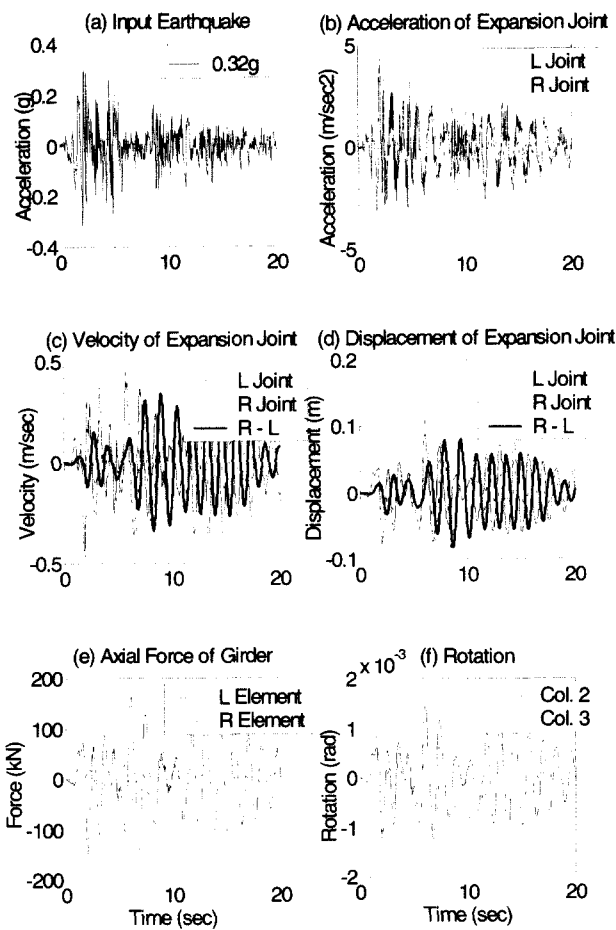 (a) Input Earthquake
0.4
0.2
0
-0.2
-0.4
0 10 20
Acceleration (g)
0.32g
(b) Acceleration of Expansion Joint
5
0
-5
0 10 20
Acceleration (m/sec2)
L Joint
R Joint
(c) Velocity of Expansion Joint
0.5
0
-0.5
0 10 20
Velocity (m/sec)
L Joint
R Joint
R - L
(d) Displacement of Expansion Joint
0.2
0.1
0
-0.1
0 10 20
Displacement (m)
L Joint
R Joint
R - L
(e) Axial Force of Girder
200
100
0
-100
-200
0 10 20
Force (kN)
Time (sec)
L Element
R Element
(f) Rotation
x 10-3
2
1
0
-1
-2
0 10 20
Rotation (rad)
Time (sec)
Col. 2
Col. 3